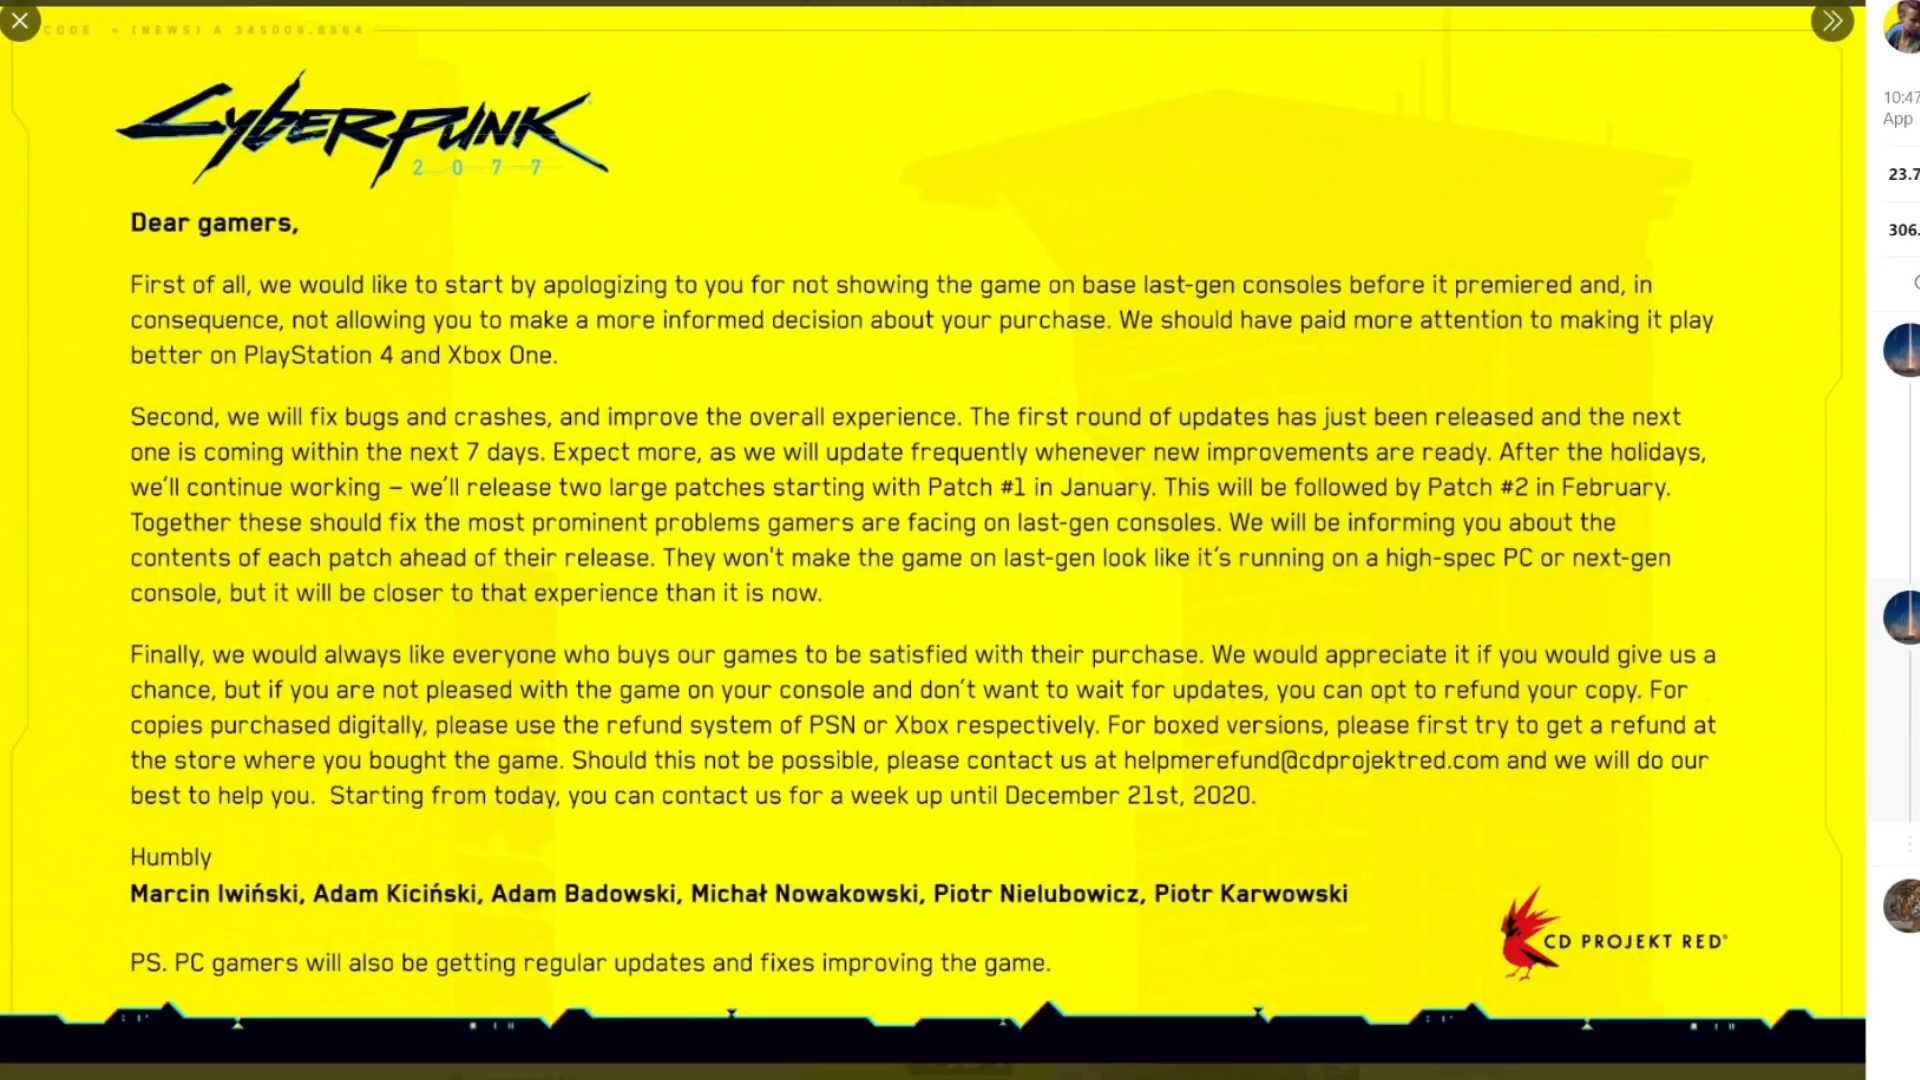 CODE + (NEWS) A 345009.8664
CYBERPUNK
2077
Dear gamers,
First of all, we would like to start by apologizing to you for not showing the game on base last-gen consoles before it premiered and, in
consequence, not allowing you to make a more informed decision about your purchase. We should have paid more attention to making it play
better on PlayStation 4 and Xbox One.
Second, we will fix bugs and crashes, and improve the overall experience. The first round of updates has just been released and the next
one is coming within the next 7 days. Expect more, as we will update frequently whenever new improvements are ready. After the holidays,
we'll continue working – we'll release two large patches starting with Patch #1 in January. This will be followed by Patch #2 in February.
Together these should fix the most prominent problems gamers are facing on last-gen consoles. We will be informing you about the
contents of each patch ahead of their release. They won't make the game on last-gen look like it's running on a high-spec PC or next-gen
console, but it will be closer to that experience than it is now.
Finally, we would always like everyone who buys our games to be satisfied with their purchase. We would appreciate it if you would give us a
chance, but if you are not pleased with the game on your console and don't want to wait for updates, you can opt to refund your copy. For
copies purchased digitally, please use the refund system of PSN or Xbox respectively. For boxed versions, please first try to get a refund at
the store where you bought the game. Should this not be possible, please contact us at helpmerefund@cdprojektred.com and we will do our
best to help you. Starting from today, you can contact us for a week up until December 21st, 2020.
Humbly
Marcin Iwiński, Adam Kiciński, Adam Badowski, Michał Nowakowski, Piotr Nielubowicz, Piotr Karwowski
CD PROJEKT RED®
PS. PC gamers will also be getting regular updates and fixes improving the game.
10:47
App
23.7
306.